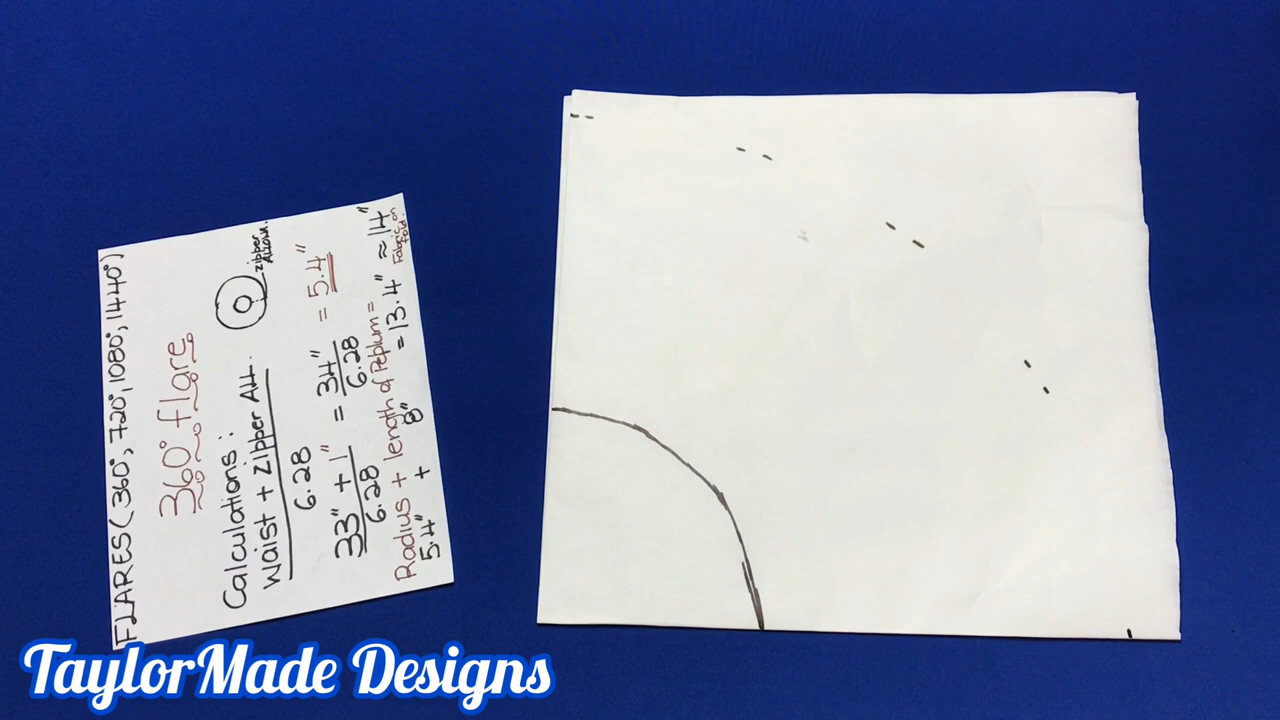 FLARES (360°, 720°, 1080°, 1440°)
360° flare
Calculations:
Waist + Zipper All.
6.28
zipper
Allow.
33" + 1" = 34" = 5.4"
6.28 6.28
Radius + length of Peplum =
5.4" + 8" = 13.4" ≈ 14"
Fabric on
fold.
TaylorMade Designs